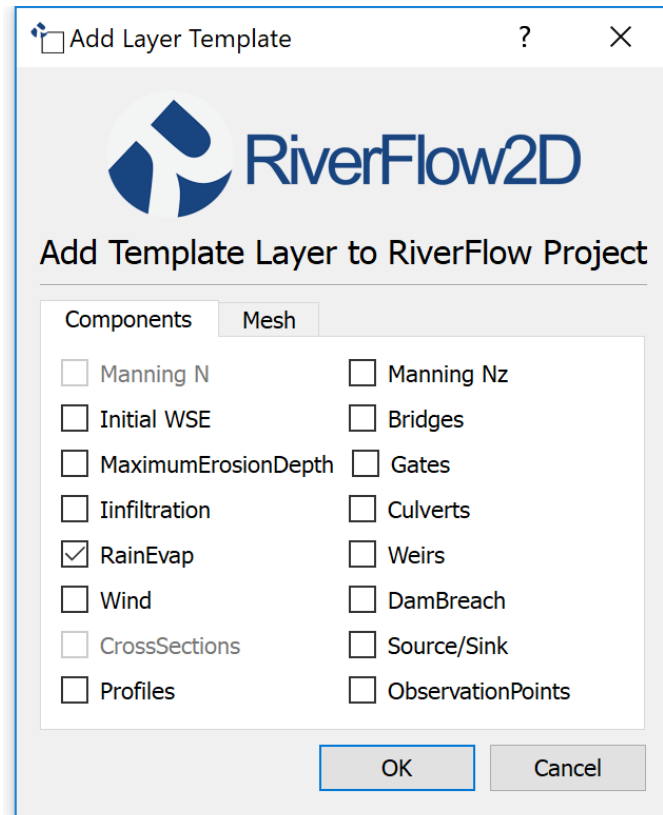 Add Layer Template ?
RiverFlow2D
Add Template Layer to RiverFlow Project
Components Mesh
Manning N Manning Nz
Initial WSE Bridges
MaximumErosionDepth Gates
Iinfiltration Culverts
RainEvap Weirs
Wind DamBreach
CrossSections Source/Sink
Profiles ObservationPoints
OK Cancel